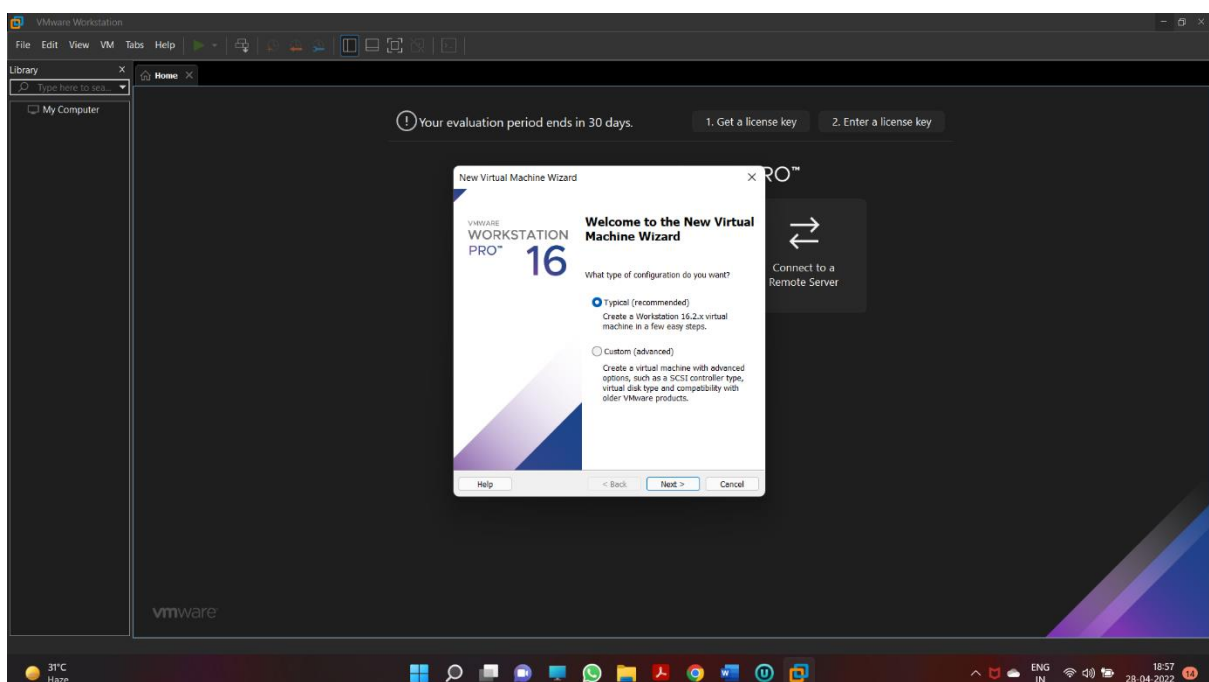 VMware Workstation
File Edit View VM Tabs Help
Library X
Home X
Type here to sea...
My Computer
Your evaluation period ends in 30 days.
1. Get a license key
2. Enter a license key
RO™
New Virtual Machine Wizard
VMWARE
WORKSTATION
PRO™ 16
Welcome to the New Virtual
Machine Wizard
What type of configuration do you want?
Typical (recommended)
Create a Workstation 16.2.x virtual
machine in a few easy steps.
Custom (advanced)
Create a virtual machine with advanced
options, such as a SCSI controller type,
virtual disk type and compatibility with
older VMware products.
Help < Back Next > Cancel
Connect to a
Remote Server
vmware
31°C
Haze
ENG
IN
18:57
28-04-2022
14